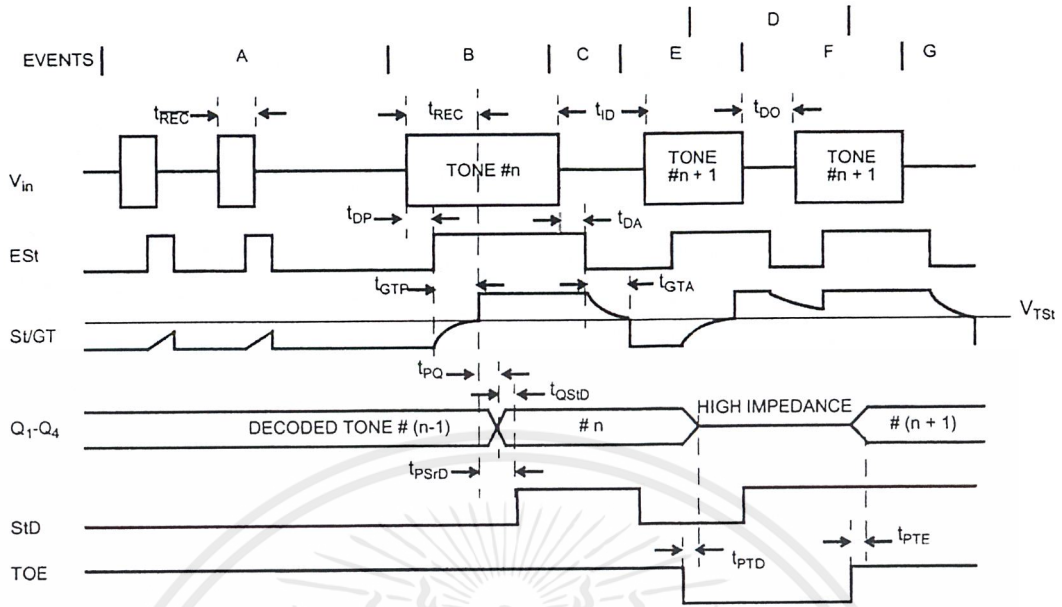 D
EVENTS A B C E F G
tREC tREC tID tDO
Vin TONE #n TONE #n + 1 TONE #n + 1
tDP tDA
ESt
tGTP tGTA
VTSt
St/GT
tPQ
tQStD
HIGH IMPEDANCE
Q1-Q4 DECODED TONE # (n-1) # n # (n + 1)
tPSrD
StD
tPTD tPTE
TOE